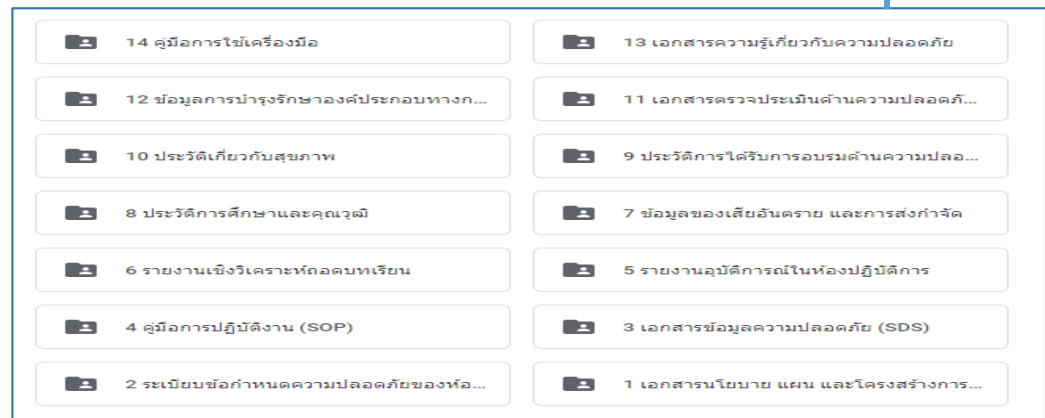 14 คู่มือการใช้เครื่องมือ
13 เอกสารความรู้เกี่ยวกับความปลอดภัย
12 ข้อมูลการบำรุงรักษาองค์ประกอบทางก...
11 เอกสารตรวจประเมินด้านความปลอดภั...
10 ประวัติเกี่ยวกับสุขภาพ
9 ประวัติการได้รับการอบรมด้านความปลอ...
8 ประวัติการศึกษาและคุณวุฒิ
7 ข้อมูลของเสียอันตราย และการส่งกำจัด
6 รายงานเชิงวิเคราะห์ถอดบทเรียน
5 รายงานอุบัติการณ์ในห้องปฏิบัติการ
4 คู่มือการปฏิบัติงาน (SOP)
3 เอกสารข้อมูลความปลอดภัย (SDS)
2 ระเบียบข้อกำหนดความปลอดภัยของห้อ...
1 เอกสารนโยบาย แผน และโครงสร้างการ...